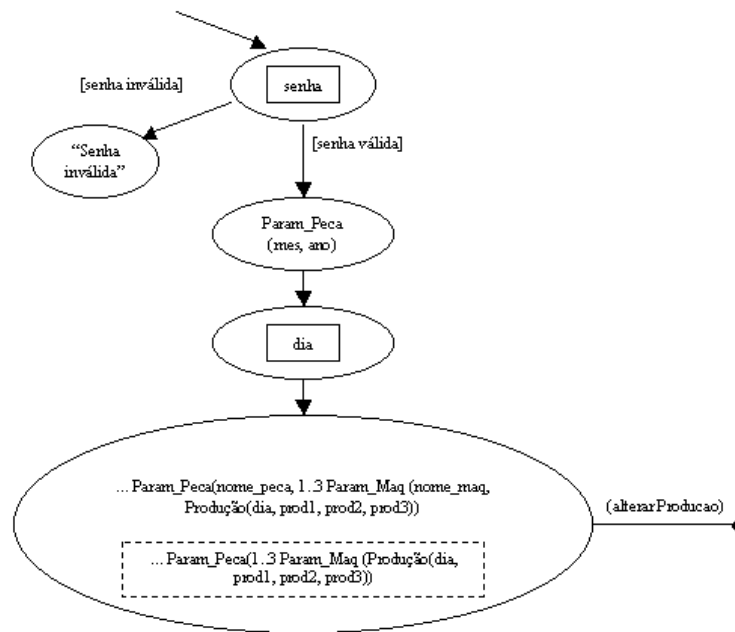 senha
[senha inválida]
[senha válida]
“Senha
inválida”
Param_Peca
(mes, ano)
dia
... Param_Peca(nome_peca, 1..3 Param_Maq (nome_maq,
Produção(dia, prod1, prod2, prod3))
(alterarProducao)
... Param_Peca(1..3 Param_Maq (Produção(dia,
prod1, prod2, prod3))